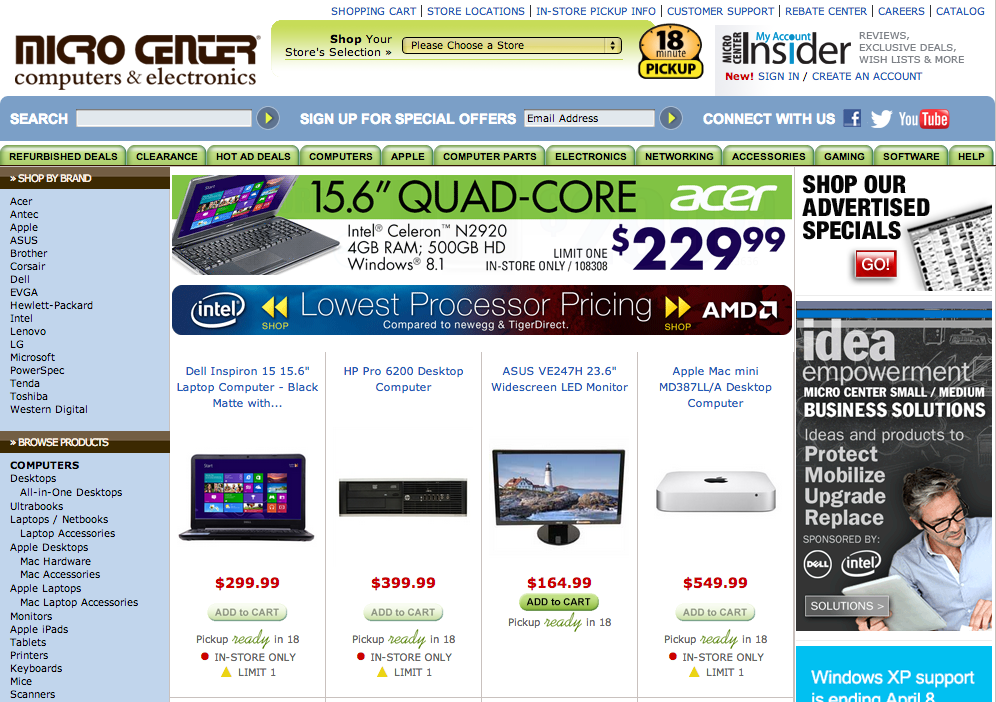 SHOPPING CART | STORE LOCATIONS | IN-STORE PICKUP INFO | CUSTOMER SUPPORT | REBATE CENTER | CAREERS | CATALOG
MICRO CENTER
computers & electronics
Shop Your
Store's Selection »
Please Choose a Store
18
minute
PICKUP
MICRO CENTER
My Account
Insider
REVIEWS,
EXCLUSIVE DEALS,
WISH LISTS & MORE
New! SIGN IN / CREATE AN ACCOUNT
SEARCH
SIGN UP FOR SPECIAL OFFERS
Email Address
CONNECT WITH US
f
YouTube
REFURBISHED DEALS
CLEARANCE
HOT AD DEALS
COMPUTERS
APPLE
COMPUTER PARTS
ELECTRONICS
NETWORKING
ACCESSORIES
GAMING
SOFTWARE
HELP
» SHOP BY BRAND
Acer
Antec
Apple
ASUS
Brother
Corsair
Dell
EVGA
Hewlett-Packard
Intel
Lenovo
LG
Microsoft
PowerSpec
Tenda
Toshiba
Western Digital
» BROWSE PRODUCTS
COMPUTERS
Desktops
All-in-One Desktops
Ultrabooks
Laptops / Netbooks
Laptop Accessories
Apple Desktops
Mac Hardware
Mac Accessories
Apple Laptops
Mac Laptop Accessories
Monitors
Apple iPads
Tablets
Printers
Keyboards
Mice
Scanners
Start
15.6" QUAD-CORE
acer
Intel® Celeron™ N2920
4GB RAM; 500GB HD
Windows® 8.1
LIMIT ONE
IN-STORE ONLY / 108308
$229.99
intel
SHOP
Lowest Processor Pricing
Compared to newegg & TigerDirect.
SHOP
AMD
Dell Inspiron 15 15.6"
Laptop Computer - Black
Matte with...
Start
$299.99
ADD to CART
Pickup ready in 18
IN-STORE ONLY
LIMIT 1
HP Pro 6200 Desktop
Computer
$399.99
ADD to CART
Pickup ready in 18
IN-STORE ONLY
LIMIT 1
ASUS VE247H 23.6"
Widescreen LED Monitor
$164.99
ADD to CART
Pickup ready in 18
Apple Mac mini
MD387LL/A Desktop
Computer
$549.99
ADD to CART
Pickup ready in 18
IN-STORE ONLY
LIMIT 1
SHOP OUR
ADVERTISED
SPECIALS
GO!
idea
empowerment
MICRO CENTER SMALL / MEDIUM
BUSINESS SOLUTIONS
Ideas and products to
Protect
Mobilize
Upgrade
Replace
SPONSORED BY:
DELL
intel
SOLUTIONS >
Windows XP support
is ending April 8